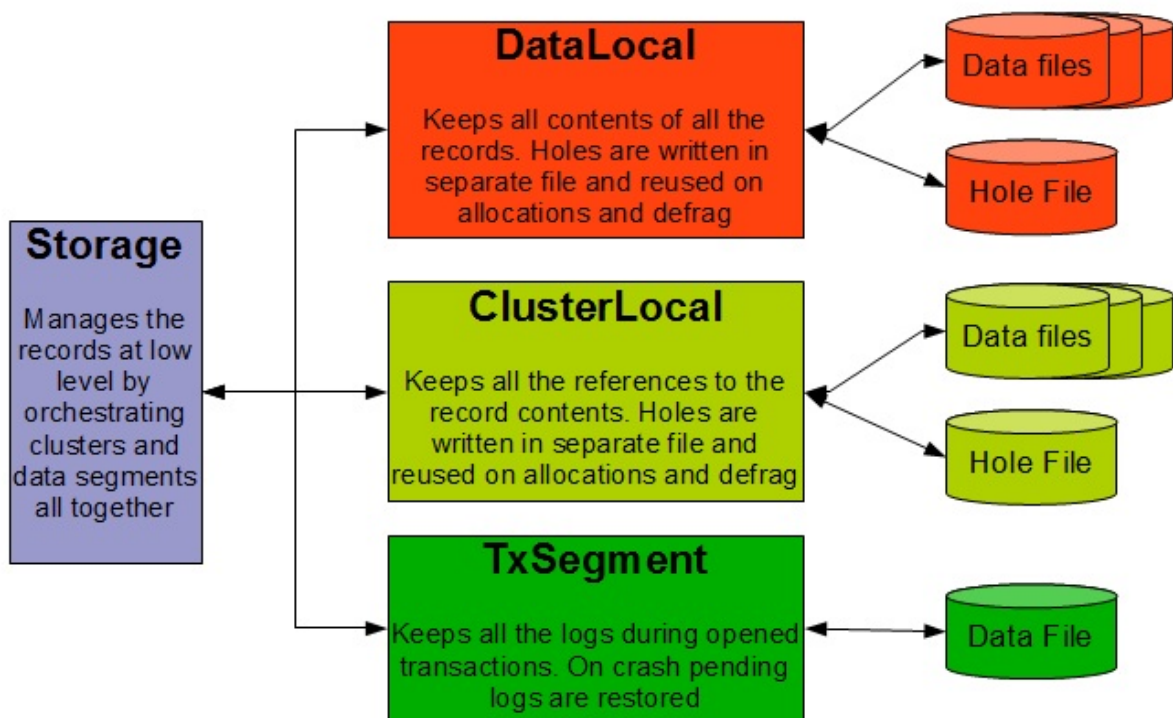 Storage
Manages the
records at low
level by
orchestrating
clusters and
data segments
all together
DataLocal
Keeps all contents of all the
records. Holes are written in
separate file and reused on
allocations and defrag
Data files
Hole File
ClusterLocal
Keeps all the references to the
record contents. Holes are
written in separate file and
reused on allocations and defrag
Data files
Hole File
TxSegment
Keeps all the logs during opened
transactions. On crash pending
logs are restored
Data File